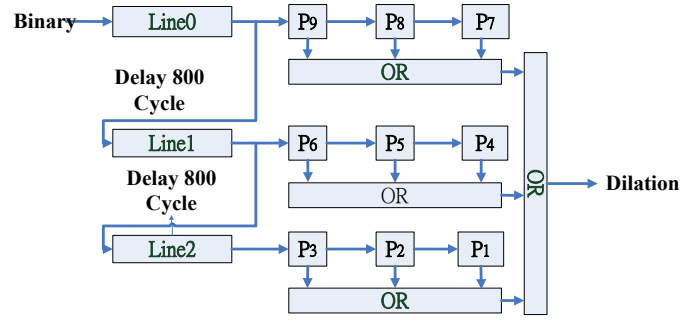 Binary
Line0
P9
P8
P7
OR
Delay 800
Cycle
Line1
P6
P5
P4
OR
Delay 800
Cycle
OR
Dilation
Line2
P3
P2
P1
OR